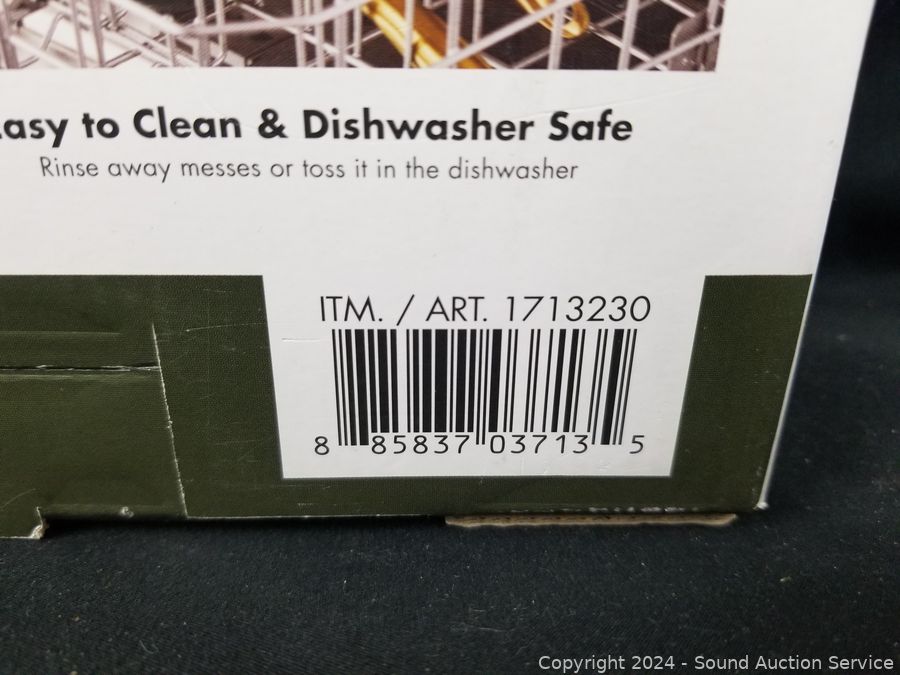 Easy to Clean & Dishwasher Safe
Rinse away messes or toss it in the dishwasher
ITM. / ART. 1713230
8 85837 03713 5
Copyright 2024 - Sound Auction Service